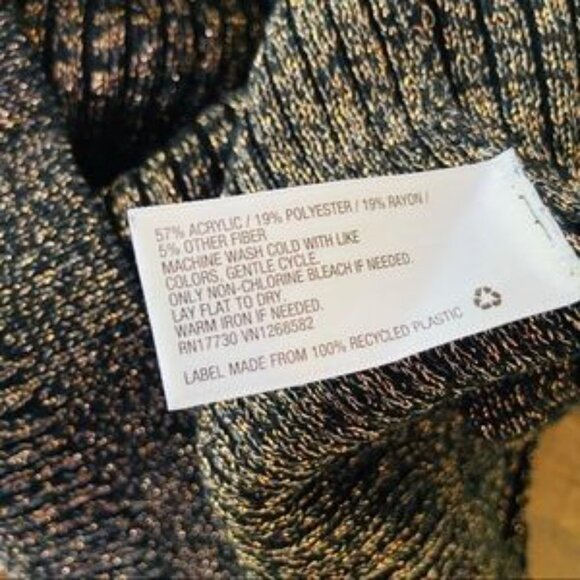 57% ACRYLIC / 19% POLYESTER / 19% RAYON /
5% OTHER FIBER
MACHINE WASH COLD WITH LIKE
COLORS, GENTLE CYCLE.
ONLY NON-CHLORINE BLEACH IF NEEDED.
LAY FLAT TO DRY.
WARM IRON IF NEEDED.
RN17730 VN1268582
LABEL MADE FROM 100% RECYCLED PLASTIC